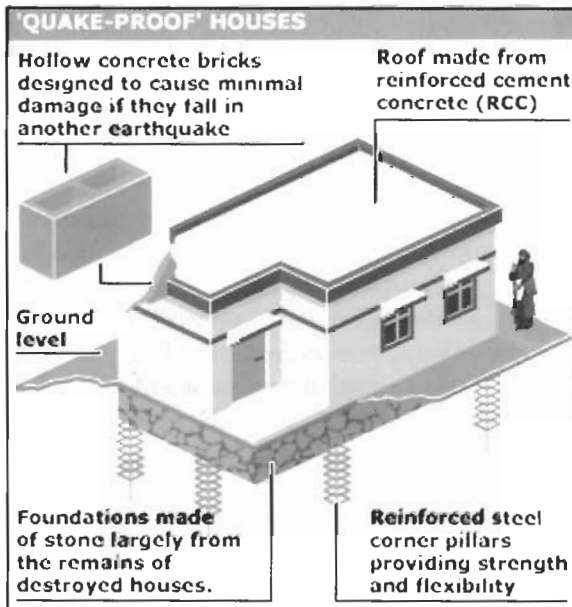 'QUAKE-PROOF' HOUSES
Hollow concrete bricks
designed to cause minimal
damage if they fall in
another earthquake
Roof made from
reinforced cement
concrete (RCC)
Ground
level
Foundations made
of stone largely from
the remains of
destroyed houses.
Reinforced steel
corner pillars
providing strength
and flexibility